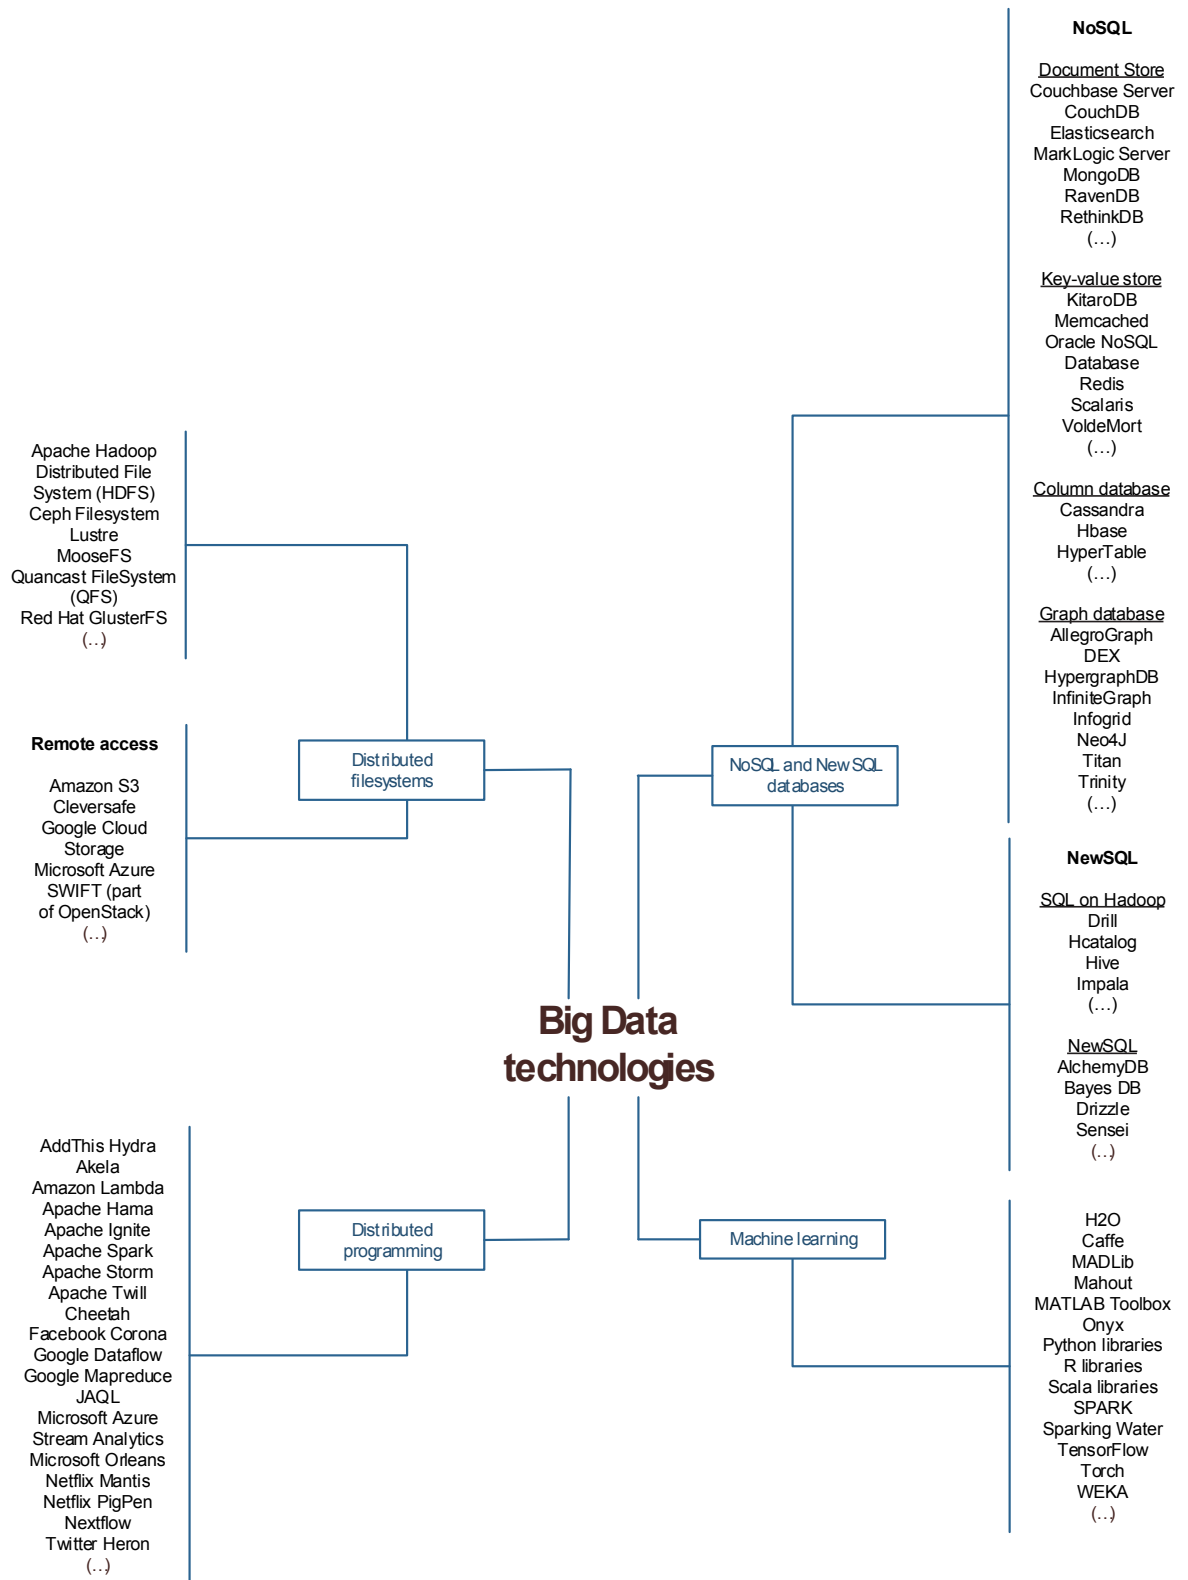 NoSQL
Document Store
Couchbase Server
CouchDB
Elasticsearch
MarkLogic Server
MongoDB
RavenDB
RethinkDB
(…)
Key-value store
KitaroDB
Memcached
Oracle NoSQL
Database
Redis
Scalaris
VoldeMort
(…)
Column database
Cassandra
Hbase
HyperTable
(…)
Graph database
AllegroGraph
DEX
HypergraphDB
InfiniteGraph
Infogrid
Neo4J
Titan
Trinity
(…)
Apache Hadoop
Distributed File
System (HDFS)
Ceph Filesystem
Lustre
MooseFS
Quancast FileSystem
(QFS)
Red Hat GlusterFS
(…)
Remote access
Amazon S3
Cleversafe
Google Cloud
Storage
Microsoft Azure
SWIFT (part
of OpenStack)
(…)
Distributed
filesystems
NoSQL and NewSQL
databases
NewSQL
SQL on Hadoop
Drill
Hcatalog
Hive
Impala
(…)
NewSQL
AlchemyDB
Bayes DB
Drizzle
Sensei
(…)
Big Data
technologies
AddThis Hydra
Akela
Amazon Lambda
Apache Hama
Apache Ignite
Apache Spark
Apache Storm
Apache Twill
Cheetah
Facebook Corona
Google Dataflow
Google Mapreduce
JAQL
Microsoft Azure
Stream Analytics
Microsoft Orleans
Netflix Mantis
Netflix PigPen
Nextflow
Twitter Heron
(…)
Distributed
programming
Machine learning
H2O
Caffe
MADLib
Mahout
MATLAB Toolbox
Onyx
Python libraries
R libraries
Scala libraries
SPARK
Sparking Water
TensorFlow
Torch
WEKA
(…)